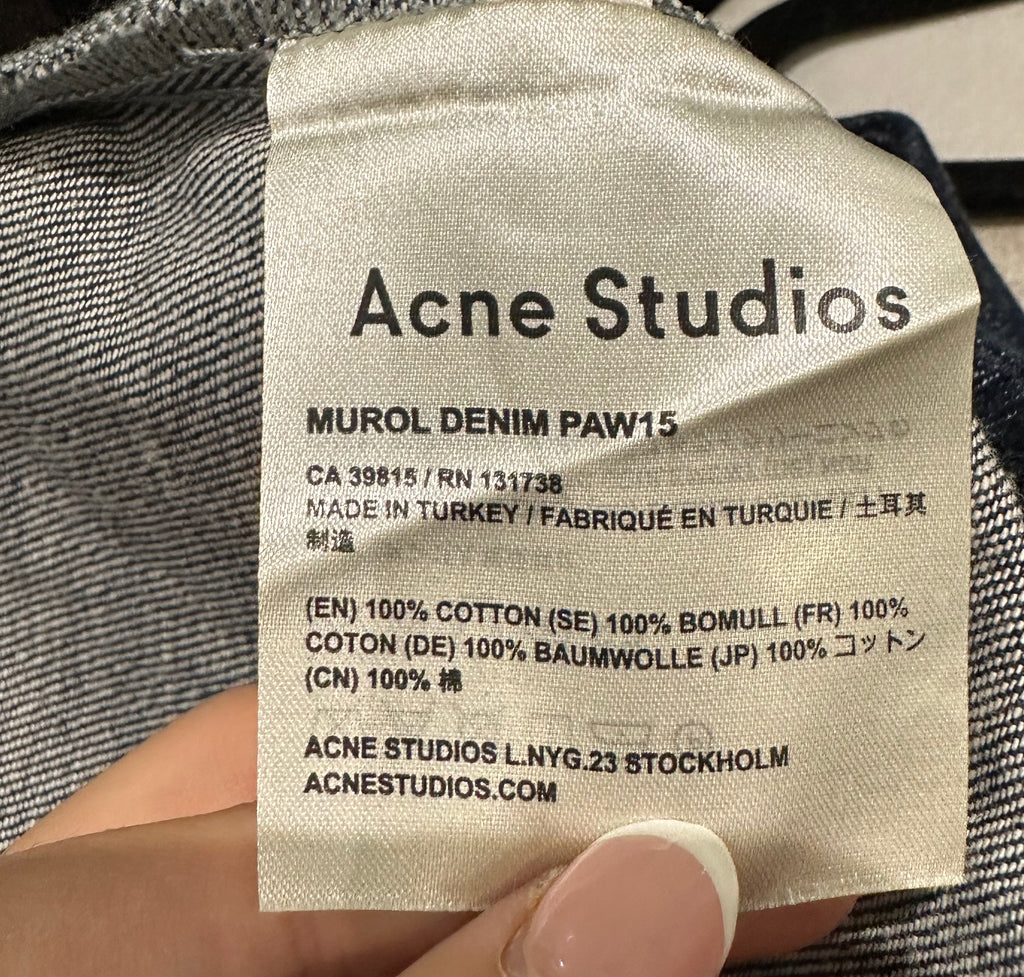 Acne Studios
MUROL DENIM PAW15
CA 39815 / RN 131738
MADE IN TURKEY / FABRIQUÉ EN TURQUIE / 土耳其
制造
(EN) 100% COTTON (SE) 100% BOMULL (FR) 100%
COTON (DE) 100% BAUMWOLLE (JP) 100% コットン
(CN) 100% 棉
ACNE STUDIOS L.NYG.23 STOCKHOLM
ACNESTUDIOS.COM